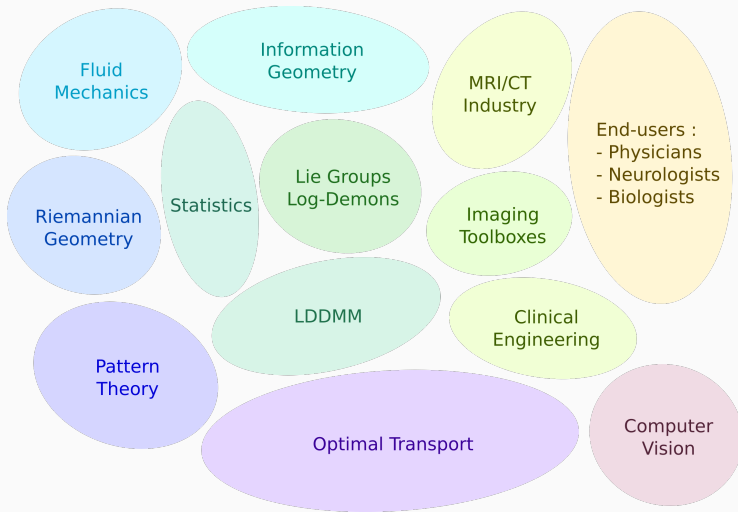 Fluid
Mechanics
Information
Geometry
MRI/CT
Industry
End-users :
- Physicians
- Neurologists
- Biologists
Statistics
Lie Groups
Log-Demons
Riemannian
Geometry
Imaging
Toolboxes
LDDMM
Clinical
Engineering
Pattern
Theory
Optimal Transport
Computer
Vision